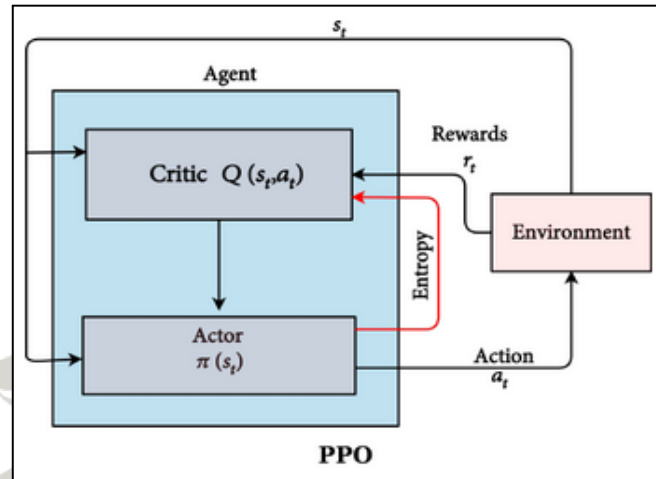 s_t
Agent
Rewards
r_t
Critic Q (s_t,a_t)
Environment
Entropy
Actor
π (s_t)
Action
a_t
PPO